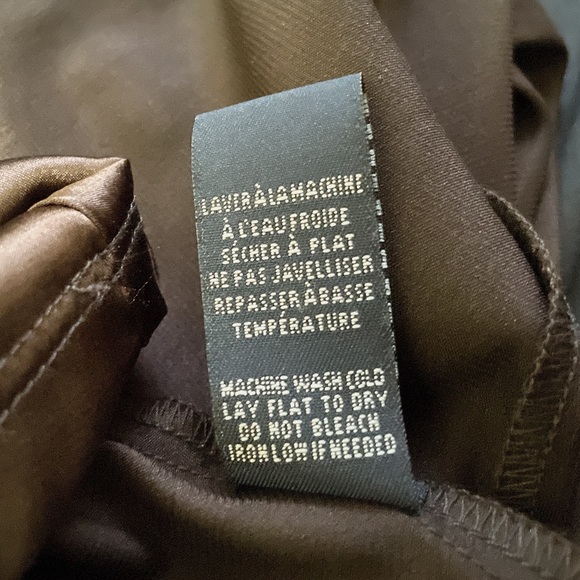 LAVER À LA MACHINE
À L'EAU FROIDE
SÉCHER À PLAT
NE PAS JAVELLISER
REPASSER À BASSE
TEMPÉRATURE
MACHINE WASH COLD
LAY FLAT TO DRY
DO NOT BLEACH
IRON LOW IF NEEDED